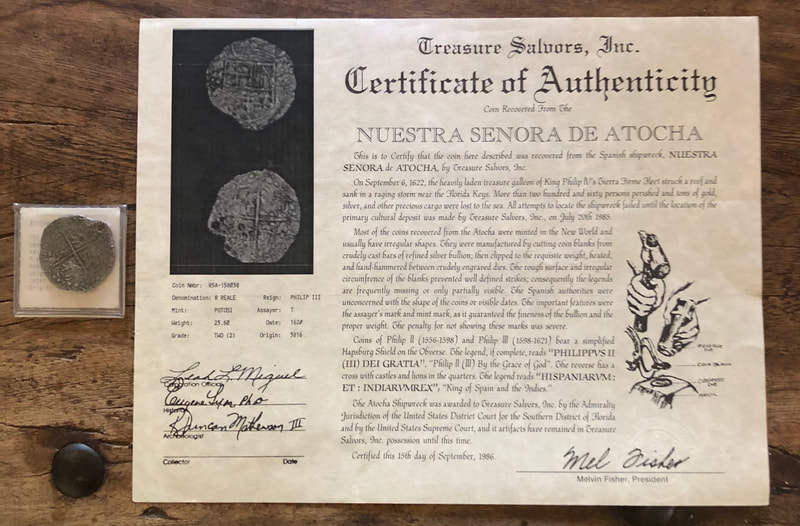 Treasure Salvors, Inc.
Certificate of Authenticity
Coin Recovered From The
NUESTRA SENORA DE ATOCHA
This is to Certify that the coin here described was recovered from the Spanish shipwreck, NUESTRA
SENORA de ATOCHA, by Treasure Salvors, Inc.
On September 6, 1622, the heavily laden treasure galleon of King Philip IV's Tierra Firme Fleet struck a reef and
sank in a raging storm near the Florida Keys. More than two hundred and sixty persons perished and tons of gold,
silver, and other precious cargo were lost to the sea. All attempts to locate the shipwreck failed until the location of the
primary cultural deposit was made by Treasure Salvors, Inc., on July 20th 1985.
Most of the coins recovered from the Atocha were minted in the New World and
usually have irregular shapes. They were manufactured by cutting coin blanks from
crudely cast bars of refined silver bullion; then clipped to the requisite weight, heated,
and hand-hammered between crudely engraved dies. The rough surface and irregular
circumfrence of the blanks prevented well defined strikes; consequently the legends
are frequently missing or only partially visible. The Spanish authorities were
unconcerned with the shape of the coins or visible dates. The important features were
the assayer's mark and mint mark, as it guaranteed the fineness of the bullion and the
proper weight. The penalty for not showing these marks was severe.
Coins of Philip II (1556-1598) and Philip III (1598-1621) bear a simplified
Hapsburg Shield on the Obverse. The legend, if complete, reads "PHILIPPVS II
(III) DEI GRATIA", "Philip II (III) By the Grace of God". The reverse has a
cross with castles and lions in the quarters. The legend reads "HISPANIARVM :
ET : INDIARVMREX", "King of Spain and the Indies."
The Atocha Shipwreck was awarded to Treasure Salvors, Inc. by the Admiralty
Jurisdiction of the United States District Court for the Southern District of Florida
and by the United States Supreme Court, and it artifacts have remained in Treasure
Salvors, Inc. possession until this time.
Certified this 15th day of September, 1986.
Mel Fisher
Melvin Fisher, President
Coin Nmbr: 85A-158038
Denomination: 8 REALE Reign: PHILIP III
Mint: POTOSI Assayer: T
Weight: 23.60 Date: 162#
Grade: TWO (2) Origin: 5016
Leah L. Miguel
Corporation Official
Eugene Lyon, PhD
Historian
R Duncan Mathewson III
Archaeologist
Collector Date